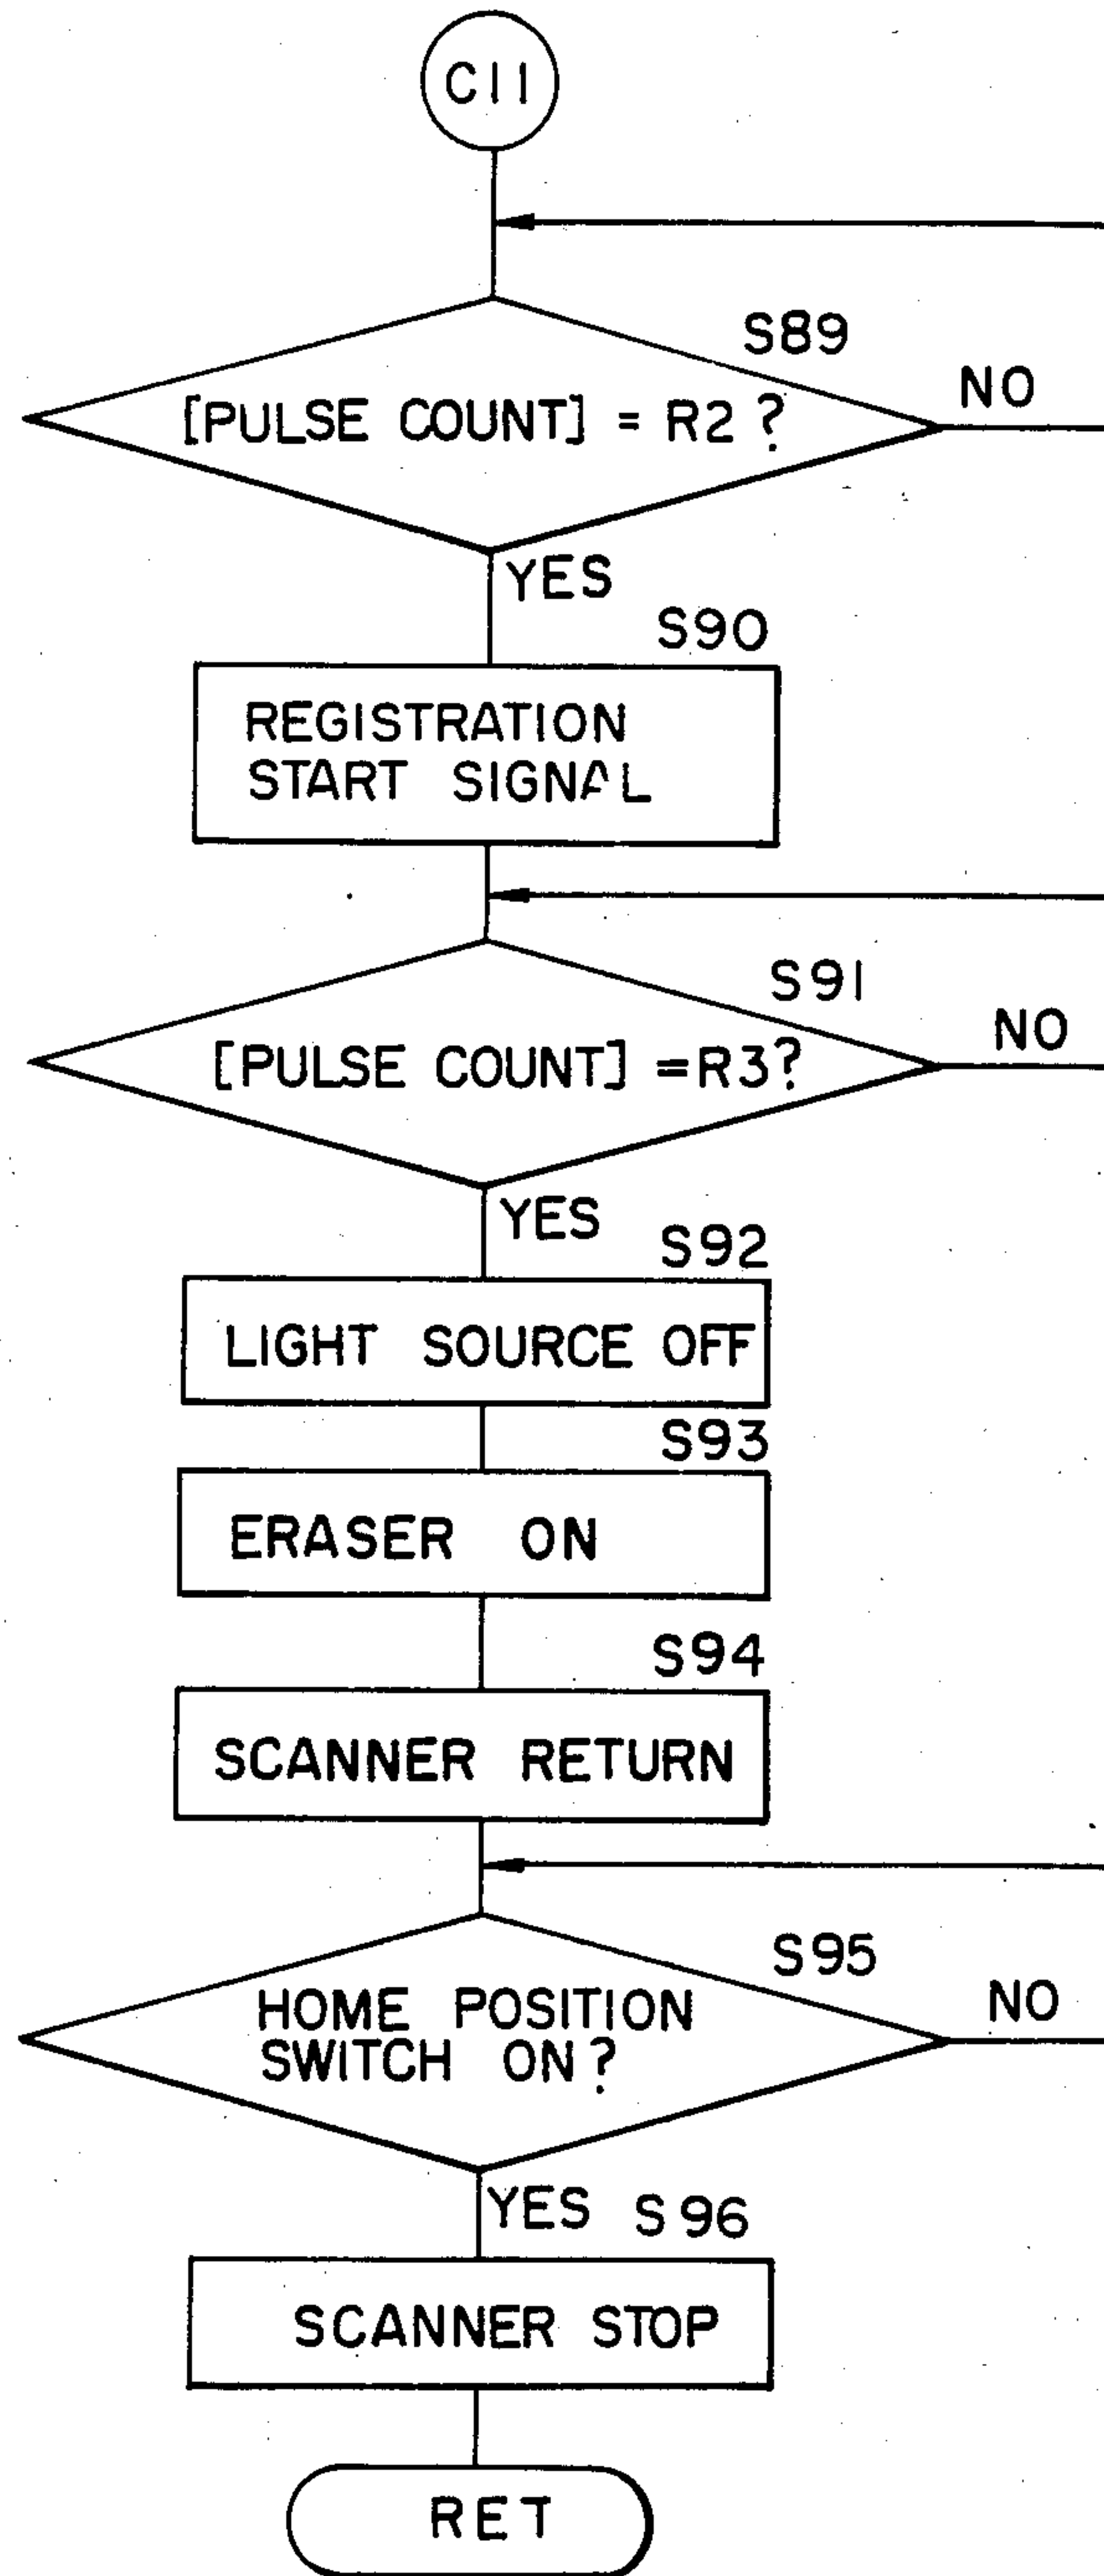 C11
S89
[PULSE COUNT] = R2 ?
NO
YES
S90
REGISTRATION
START SIGNAL
S91
[PULSE COUNT] = R3?
NO
YES
S92
LIGHT SOURCE OFF
S93
ERASER ON
S94
SCANNER RETURN
S95
HOME POSITION
SWITCH ON?
NO
YES
S96
SCANNER STOP
RET